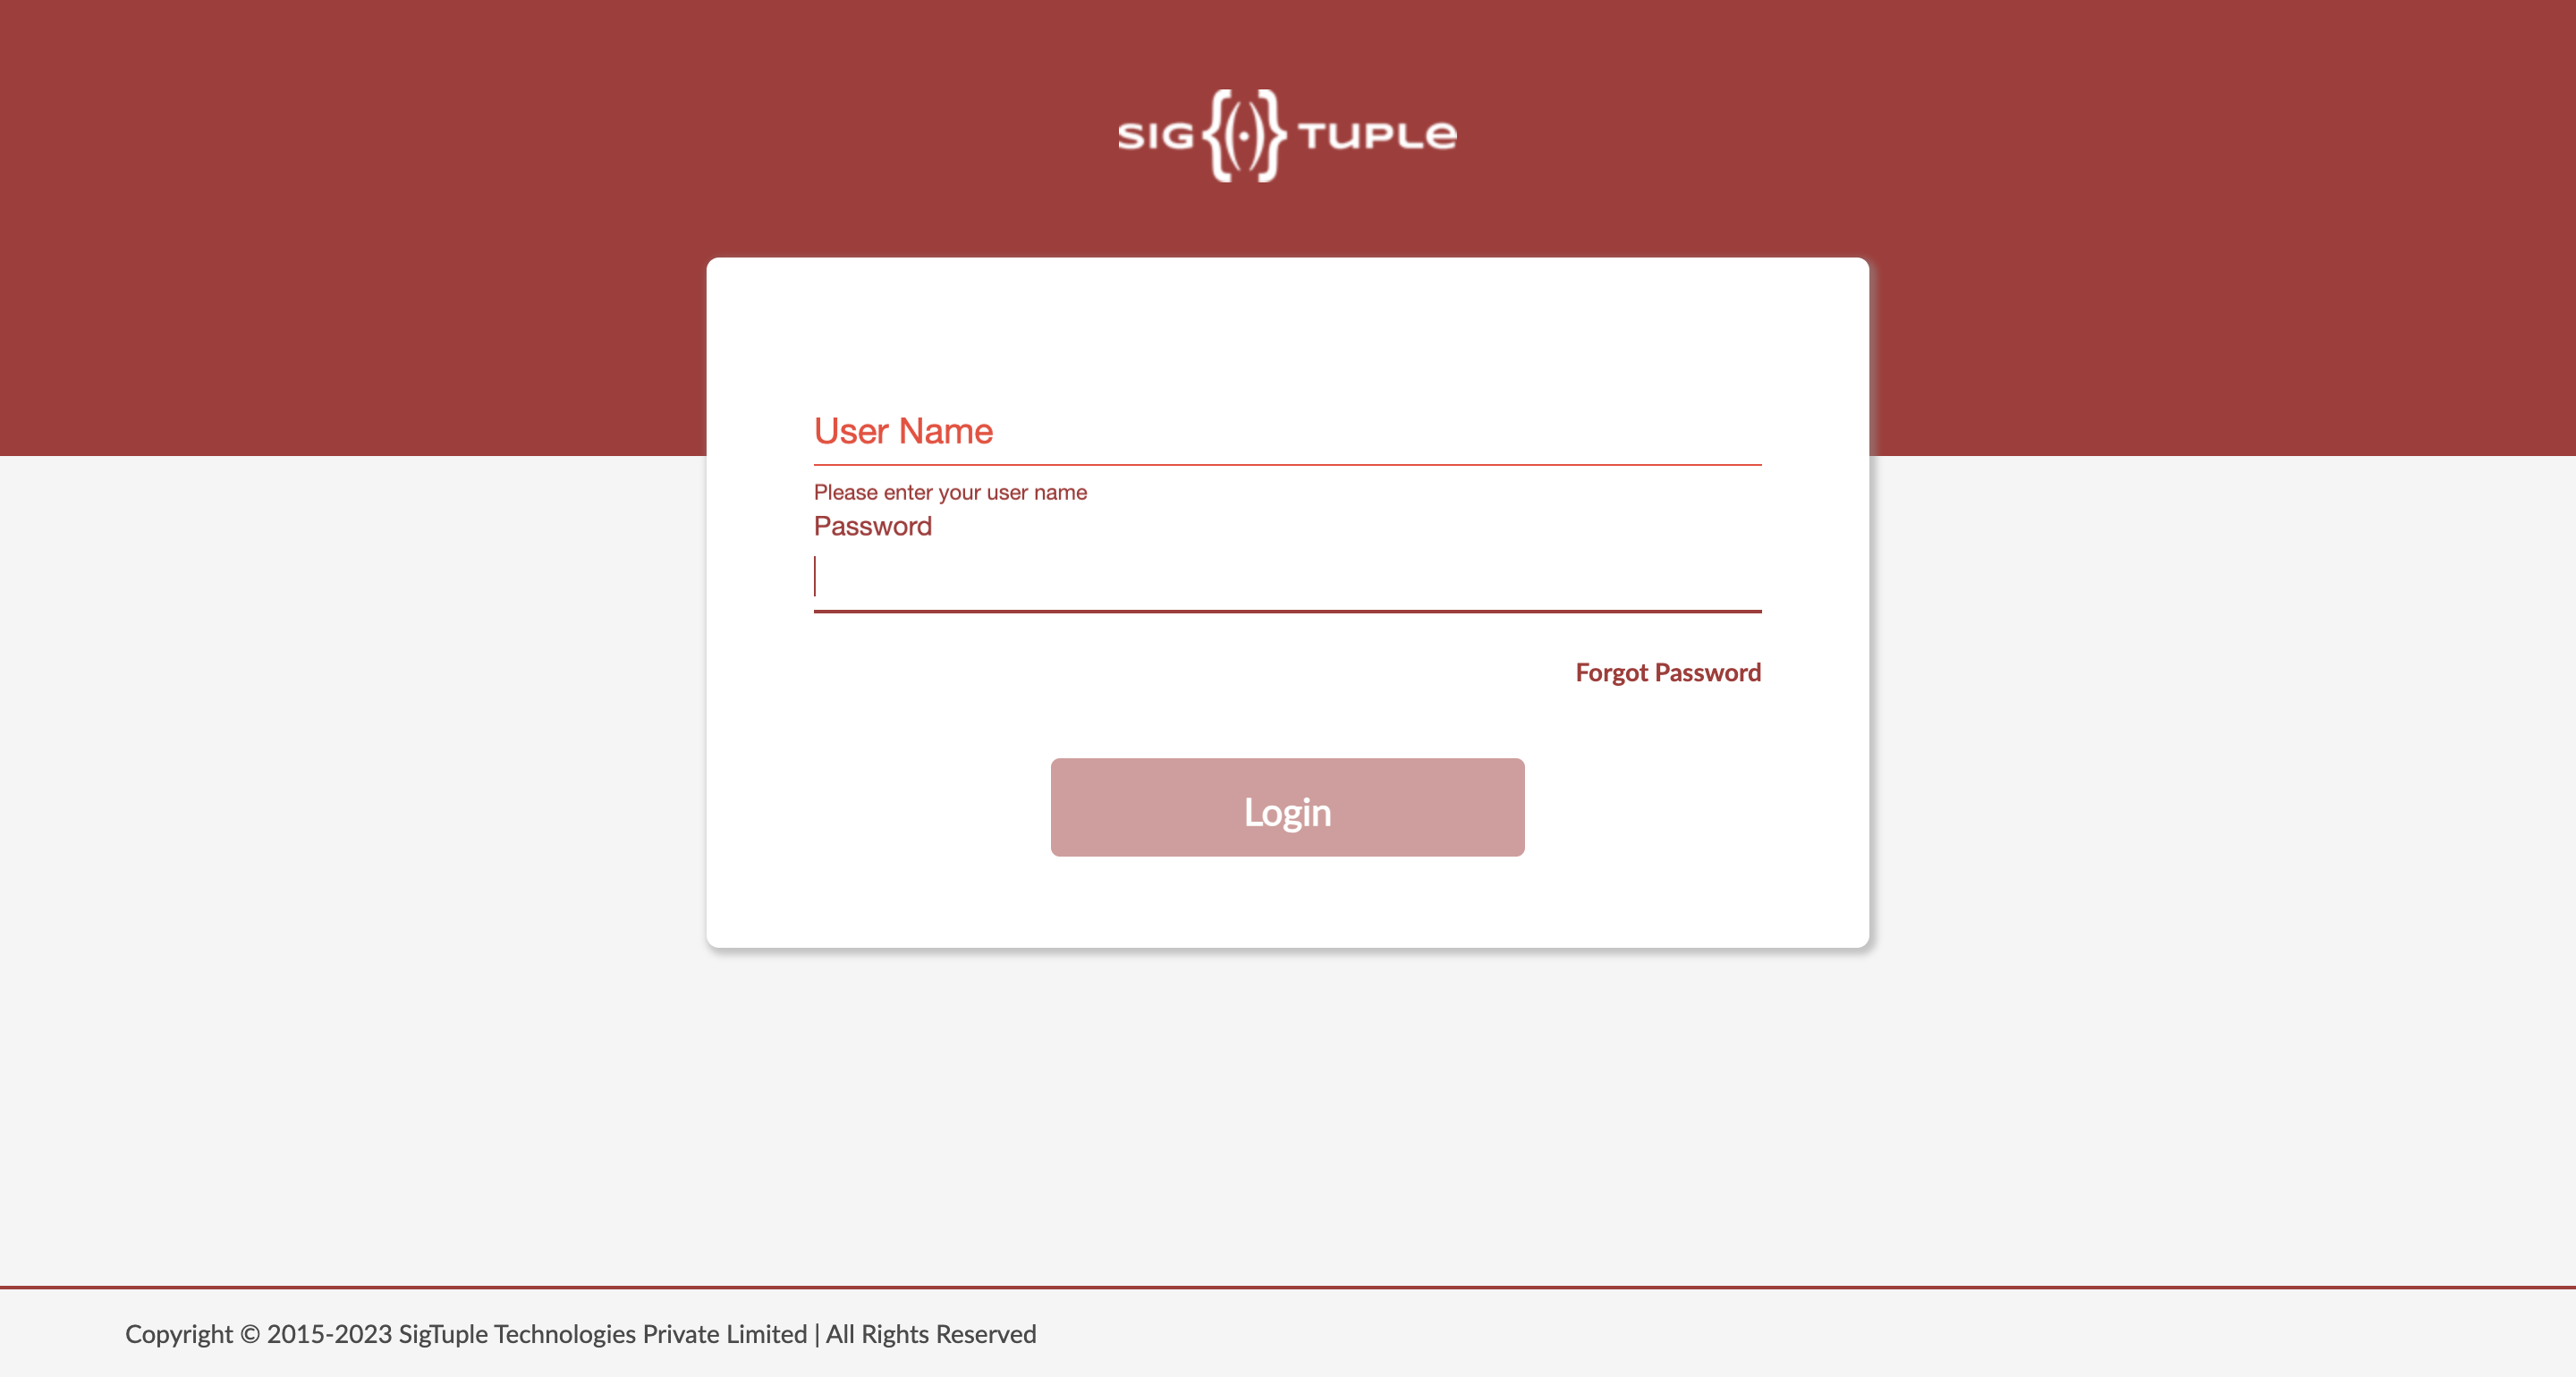 SIG{(·)}TUPLE
User Name
Please enter your user name
Password
Forgot Password
Login
Copyright © 2015-2023 SigTuple Technologies Private Limited | All Rights Reserved